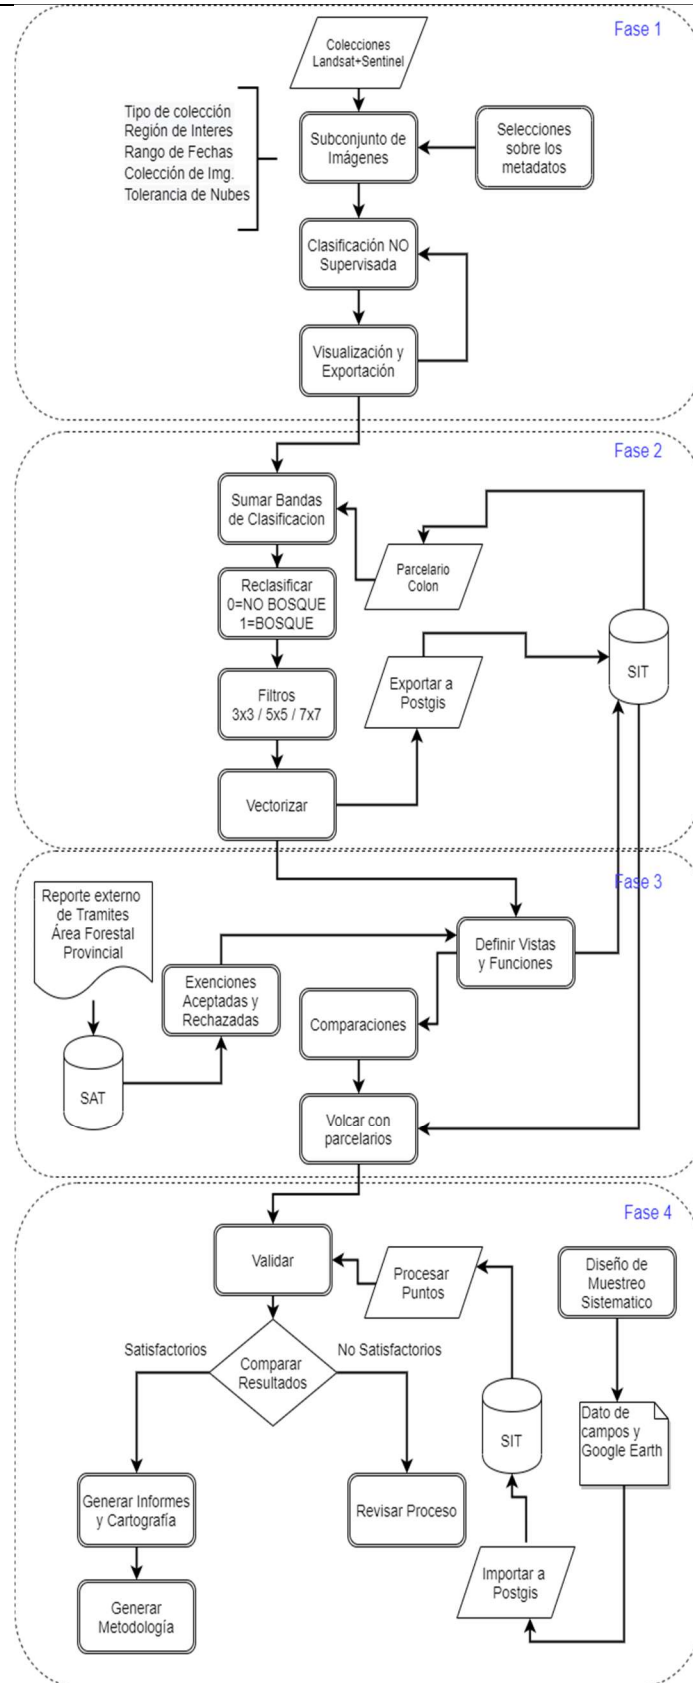 Fase 1
Colecciones
Landsat+Sentinel
Tipo de colección
Región de Interes
Rango de Fechas
Colección de Img.
Tolerancia de Nubes
Subconjunto de
Imágenes
Selecciones
sobre los
metadatos
Clasificación NO
Supervisada
Visualización y
Exportación
Fase 2
Sumar Bandas
de Clasificacion
Parcelario
Colon
Reclasificar
0=NO BOSQUE
1=BOSQUE
SIT
Exportar a
Postgis
Filtros
3x3 / 5x5 / 7x7
Vectorizar
Fase 3
Reporte externo
de Tramites
Área Forestal
Provincial
Definir Vistas
y Funciones
Exenciones
Aceptadas y
Rechazadas
Comparaciones
SAT
Volcar con
parcelarios
Fase 4
Validar
Procesar
Puntos
Diseño de
Muestreo
Sistematico
Satisfactorios
No Satisfactorios
Comparar
Resultados
SIT
Dato de
campos y
Google Earth
Generar Informes
y Cartografía
Revisar Proceso
Importar a
Postgis
Generar
Metodología